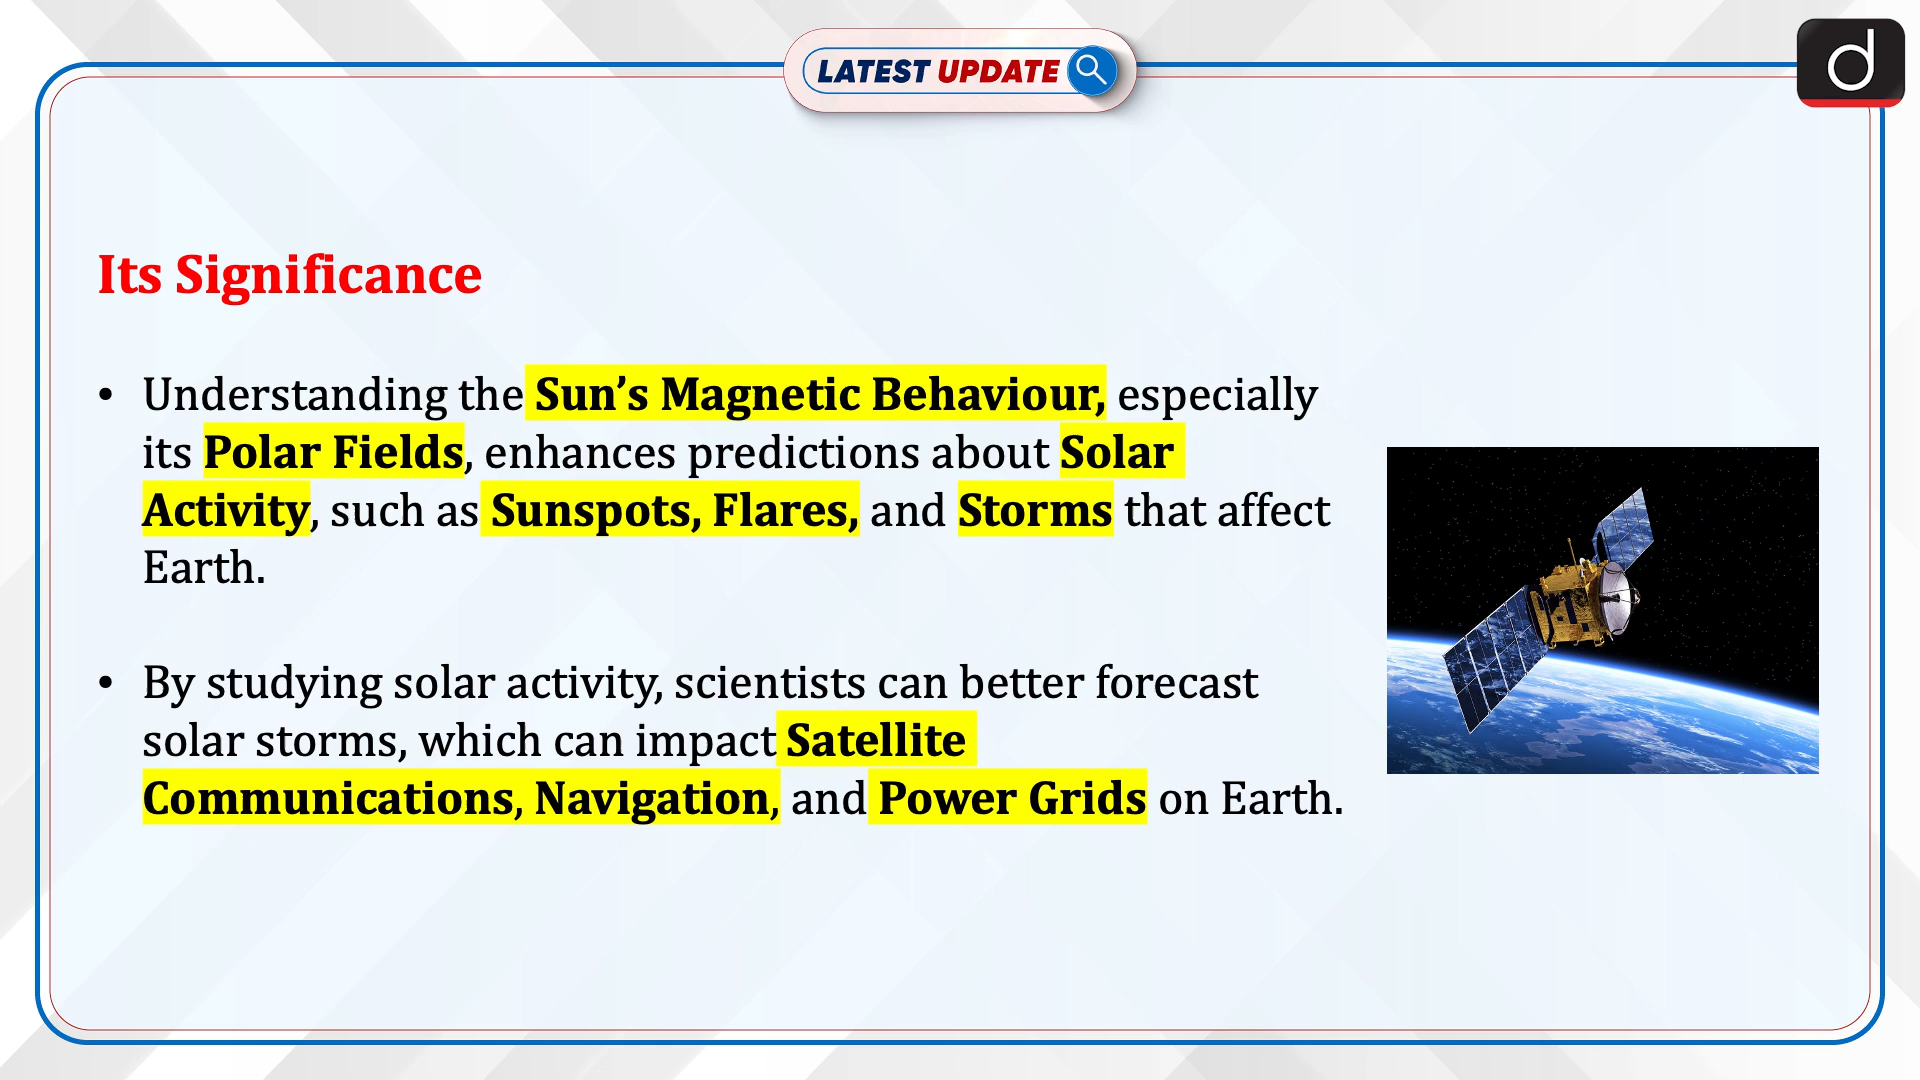 LATEST UPDATE
d
Its Significance
• Understanding the Sun’s Magnetic Behaviour, especially
its Polar Fields, enhances predictions about Solar
Activity, such as Sunspots, Flares, and Storms that affect
Earth.
• By studying solar activity, scientists can better forecast
solar storms, which can impact Satellite
Communications, Navigation, and Power Grids on Earth.